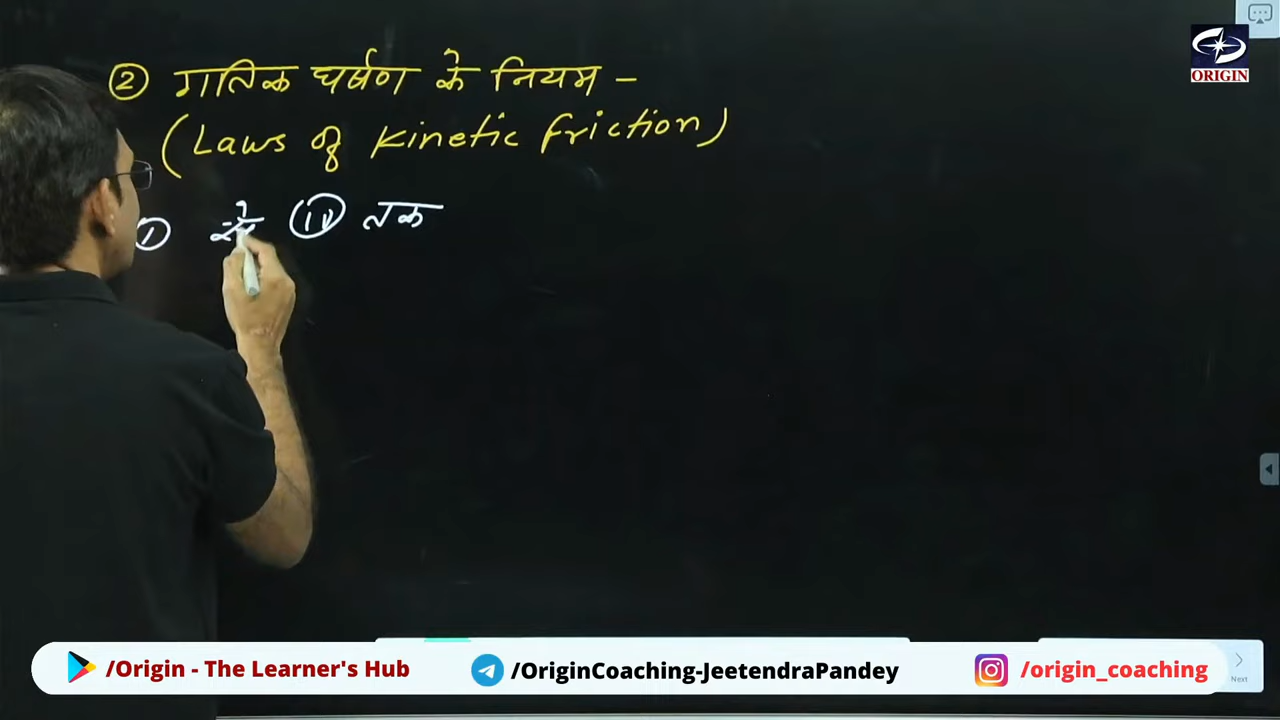 ORIGIN
② गतिक घर्षण के नियम -
(Laws of Kinetic friction)
① से (iv) तक
/Origin - The Learner's Hub
/OriginCoaching-JeetendraPandey
/origin_coaching
Next